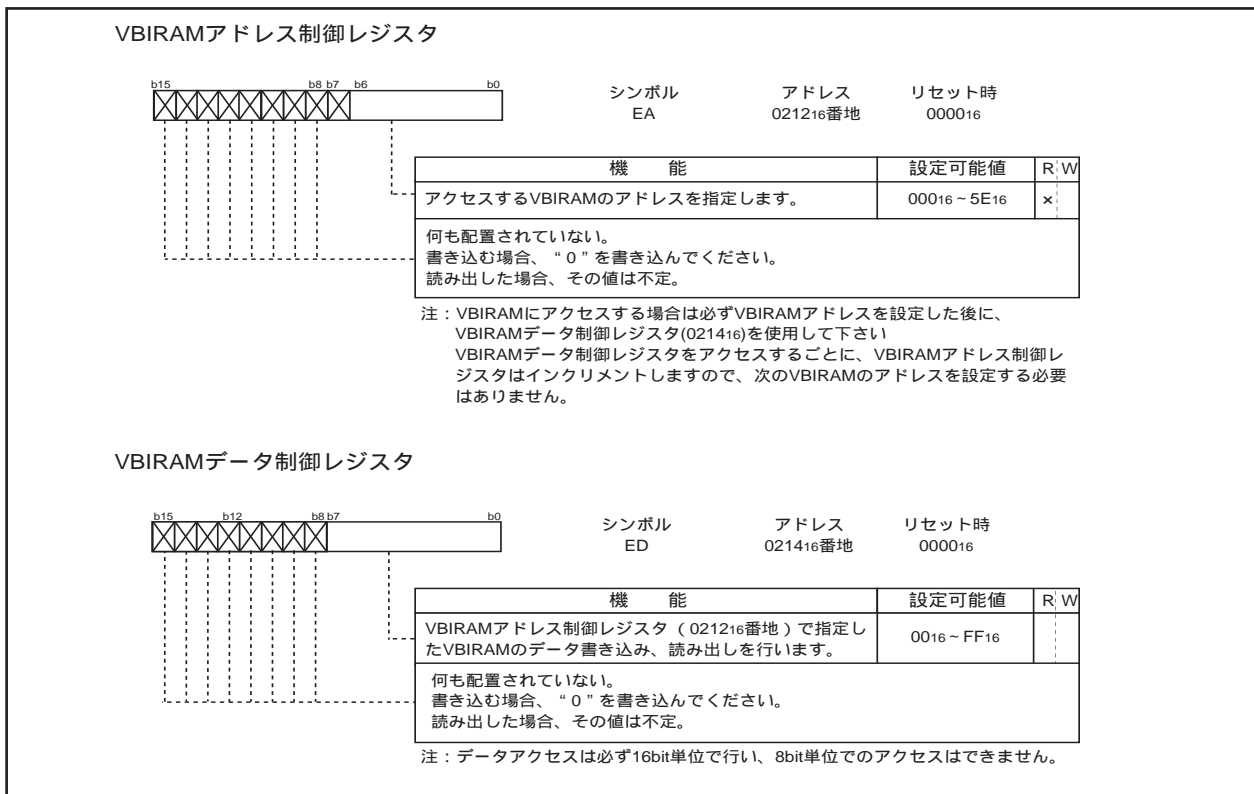 VBIRAMアドレス制御レジスタ
b15 b8 b7 b6 b0
シンボル アドレス リセット時
EA 021216番地 000016
機 能 設定可能値 R W
アクセスするVBIRAMのアドレスを指定します。 00016 ~ 5E16 ×
何も配置されていない。
書き込む場合、“ 0 ” を書き込んでください。
読み出した場合、その値は不定。
注:VBIRAMにアクセスする場合は必ずVBIRAMアドレスを設定した後に、
VBIRAMデータ制御レジスタ(021416)を使用して下さい
VBIRAMデータ制御レジスタをアクセスするごとに、VBIRAMアドレス制御レ
ジスタはインクリメントしますので、次のVBIRAMのアドレスを設定する必要
はありません。
VBIRAMデータ制御レジスタ
b15 b12 b8 b7 b0
シンボル アドレス リセット時
ED 021416番地 000016
機 能 設定可能値 R W
VBIRAMアドレス制御レジスタ(021216番地)で指定し
たVBIRAMのデータ書き込み、読み出しを行います。 0016 ~ FF16
何も配置されていない。
書き込む場合、“ 0 ” を書き込んでください。
読み出した場合、その値は不定。
注:データアクセスは必ず16bit単位で行い、8bit単位でのアクセスはできません。